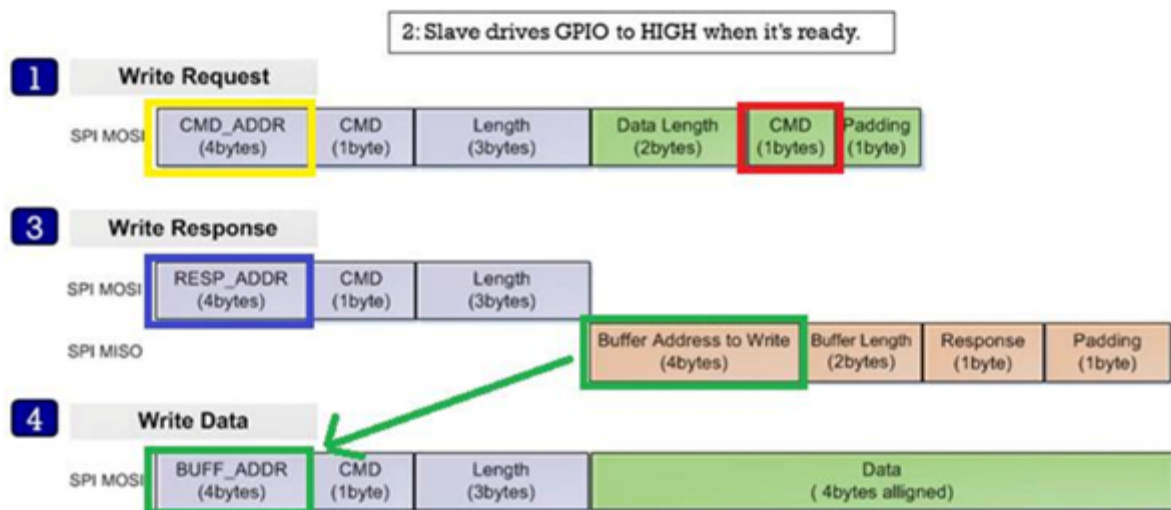 2: Slave drives GPIO to HIGH when it's ready.
1
Write Request
SPI MOSI
CMD_ADDR
(4bytes)
CMD
(1byte)
Length
(3bytes)
Data Length
(2bytes)
CMD
(1bytes)
Padding
(1byte)
3
Write Response
SPI MOSI
RESP_ADDR
(4bytes)
CMD
(1byte)
Length
(3bytes)
SPI MISO
Buffer Address to Write
(4bytes)
Buffer Length
(2bytes)
Response
(1byte)
Padding
(1byte)
4
Write Data
SPI MOSI
BUFF_ADDR
(4bytes)
CMD
(1byte)
Length
(3bytes)
Data
( 4bytes alligned)